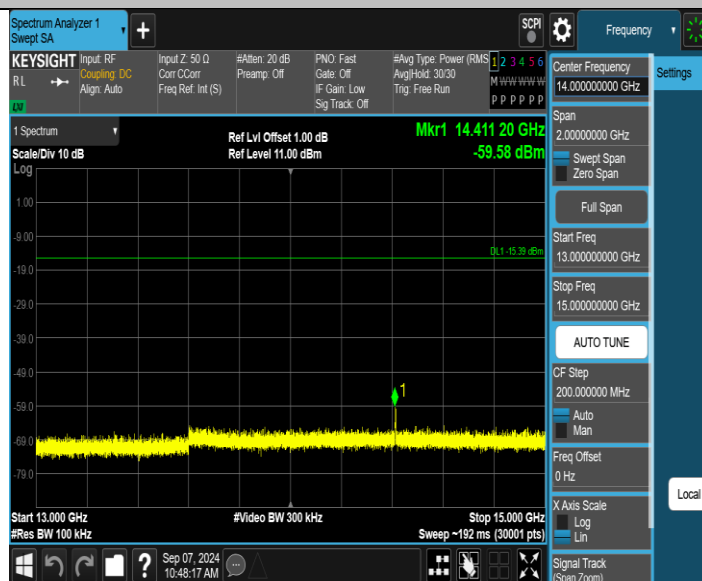 Spectrum Analyzer 1
Swept SA
+
SCPI
Frequency
KEYSIGHT
RL
LXI
Input: RF
Coupling: DC
Align: Auto
Input Z: 50 Ω
Corr CCorr
Freq Ref: Int (S)
#Atten: 20 dB
Preamp: Off
PNO: Fast
Gate: Off
IF Gain: Low
Sig Track: Off
#Avg Type: Power (RMS
Avg|Hold: 30/30
Trig: Free Run
1 2 3 4 5 6
M W W W W W
P P P P P P
1 Spectrum
Scale/Div 10 dB
Log
Ref Lvl Offset 1.00 dB
Ref Level 11.00 dBm
Mkr1 14.411 20 GHz
-59.58 dBm
1.00
-9.00
-19.0
-29.0
-39.0
-49.0
-59.0
-69.0
-79.0
DL1 -15.39 dBm
1
Start 13.000 GHz
#Res BW 100 kHz
#Video BW 300 kHz
Stop 15.000 GHz
Sweep ~192 ms (30001 pts)
?
Sep 07, 2024
10:48:17 AM
Center Frequency
14.00000000 GHz
Span
2.00000000 GHz
Swept Span
Zero Span
Full Span
Start Freq
13.000000000 GHz
Stop Freq
15.000000000 GHz
AUTO TUNE
CF Step
200.000000 MHz
Auto
Man
Freq Offset
0 Hz
X Axis Scale
Log
Lin
Signal Track
(Span Zoom)
Settings
Local